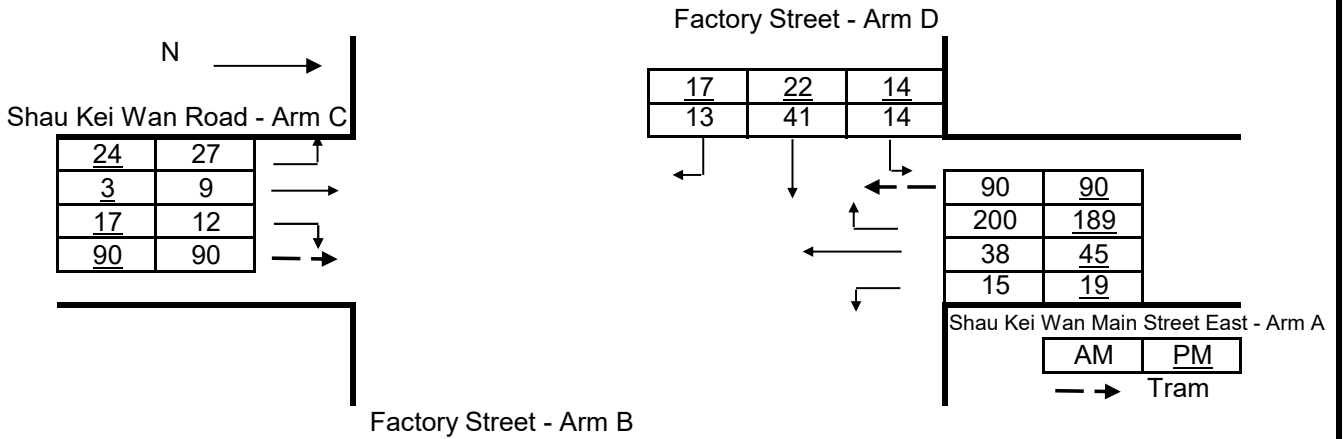 Factory Street - Arm D
N
17 22 14
13 41 14
Shau Kei Wan Road - Arm C
24 27
3 9
17 12
90 90
90 90
200 189
38 45
15 19
Shau Kei Wan Main Street East - Arm A
AM PM
Tram
Factory Street - Arm B